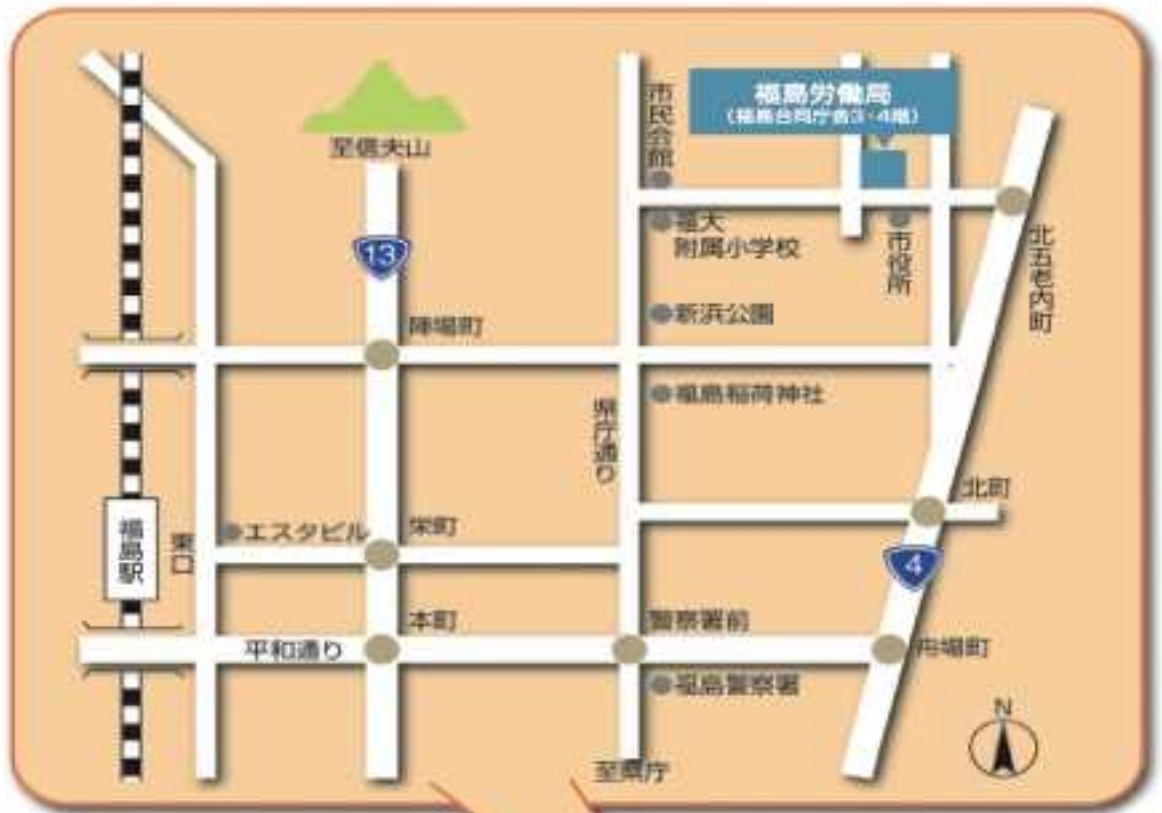 福島労働局
(福島合同庁舎3・4階)
市民会館
至信夫山
13
福大
附属小学校
市役所
北五老内町
新浜公園
陣場町
福島稲荷神社
県庁通り
北町
エスタビル
栄町
東口
福島駅
4
本町
警察署前
平和通り
舟場町
福島警察署
N
至県庁